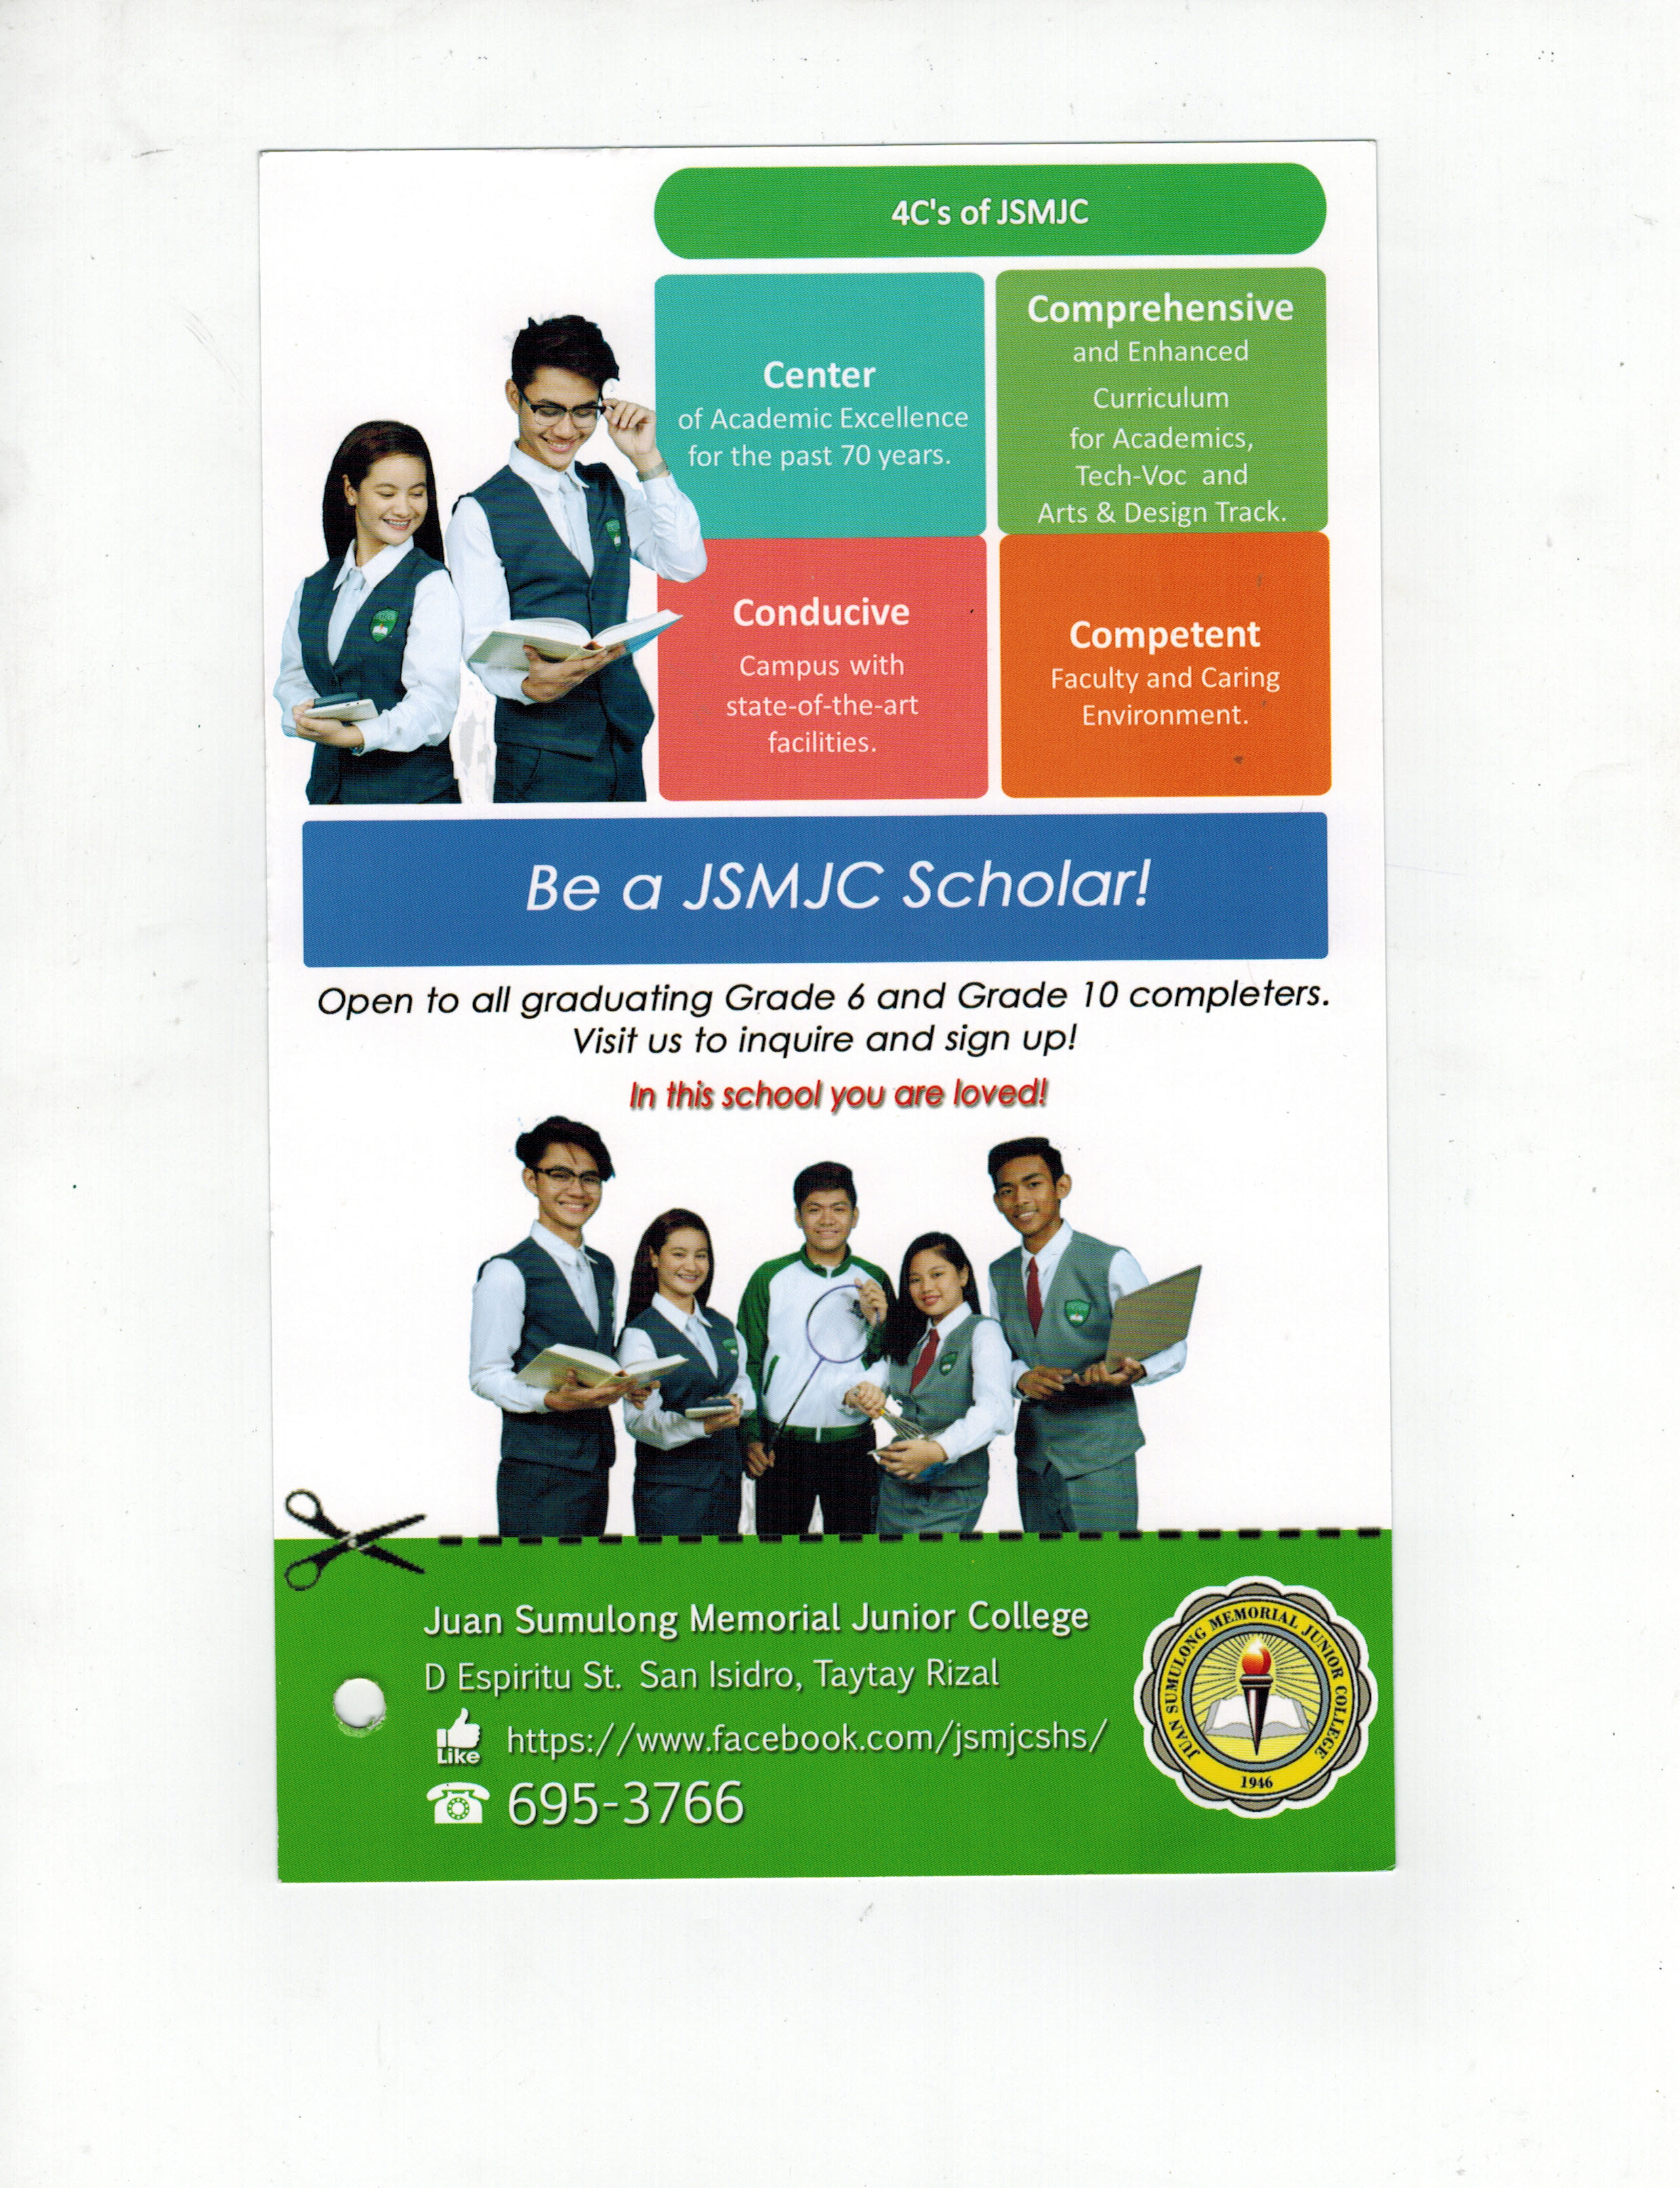 4C's of JSMJC
Center
of Academic Excellence
for the past 70 years.
Comprehensive
and Enhanced
Curriculum
for Academics,
Tech-Voc and
Arts & Design Track.
Conducive
Campus with
state-of-the-art
facilities.
Competent
Faculty and Caring
Environment.
Be a JSMJC Scholar!
Open to all graduating Grade 6 and Grade 10 completers.
Visit us to inquire and sign up!
In this school you are loved!
Juan Sumulong Memorial Junior College
D Espiritu St. San Isidro, Taytay Rizal
Like
https://www.facebook.com/jsmjcshs/
695-3766
JUAN SUMULONG MEMORIAL JUNIOR COLLEGE
1946